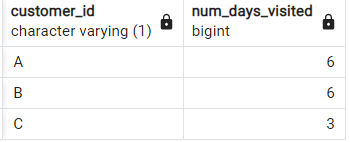 customer_id num_days_visited
character varying (1) bigint
A 6
B 6
C 3